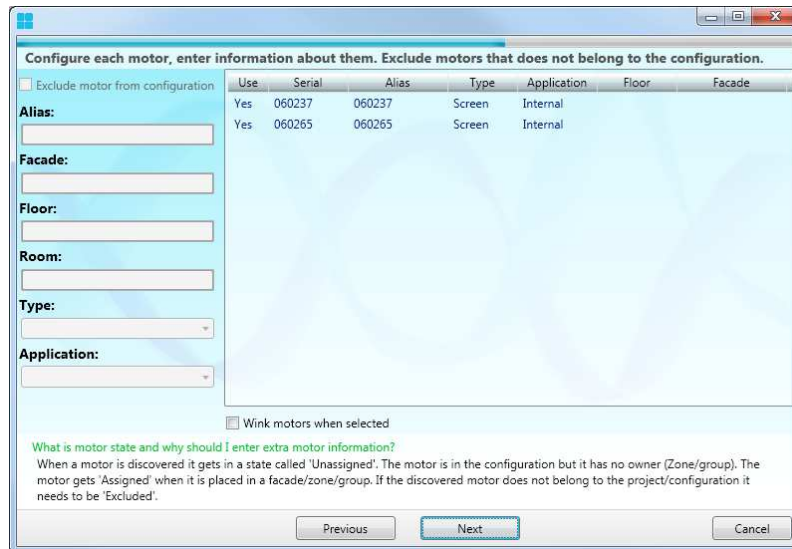 Configure each motor, enter information about them. Exclude motors that does not belong to the configuration.
Exclude motor from configuration
Alias:
Facade:
Floor:
Room:
Type:
Application:
Use Serial Alias Type Application Floor Facade
Yes 060237 060237 Screen Internal
Yes 060265 060265 Screen Internal
Wink motors when selected
What is motor state and why should I enter extra motor information?
When a motor is discovered it gets in a state called 'Unassigned'. The motor is in the configuration but it has no owner (Zone/group). The
motor gets 'Assigned' when it is placed in a facade/zone/group. If the discovered motor does not belong to the project/configuration it
needs to be 'Excluded'.
Previous Next Cancel